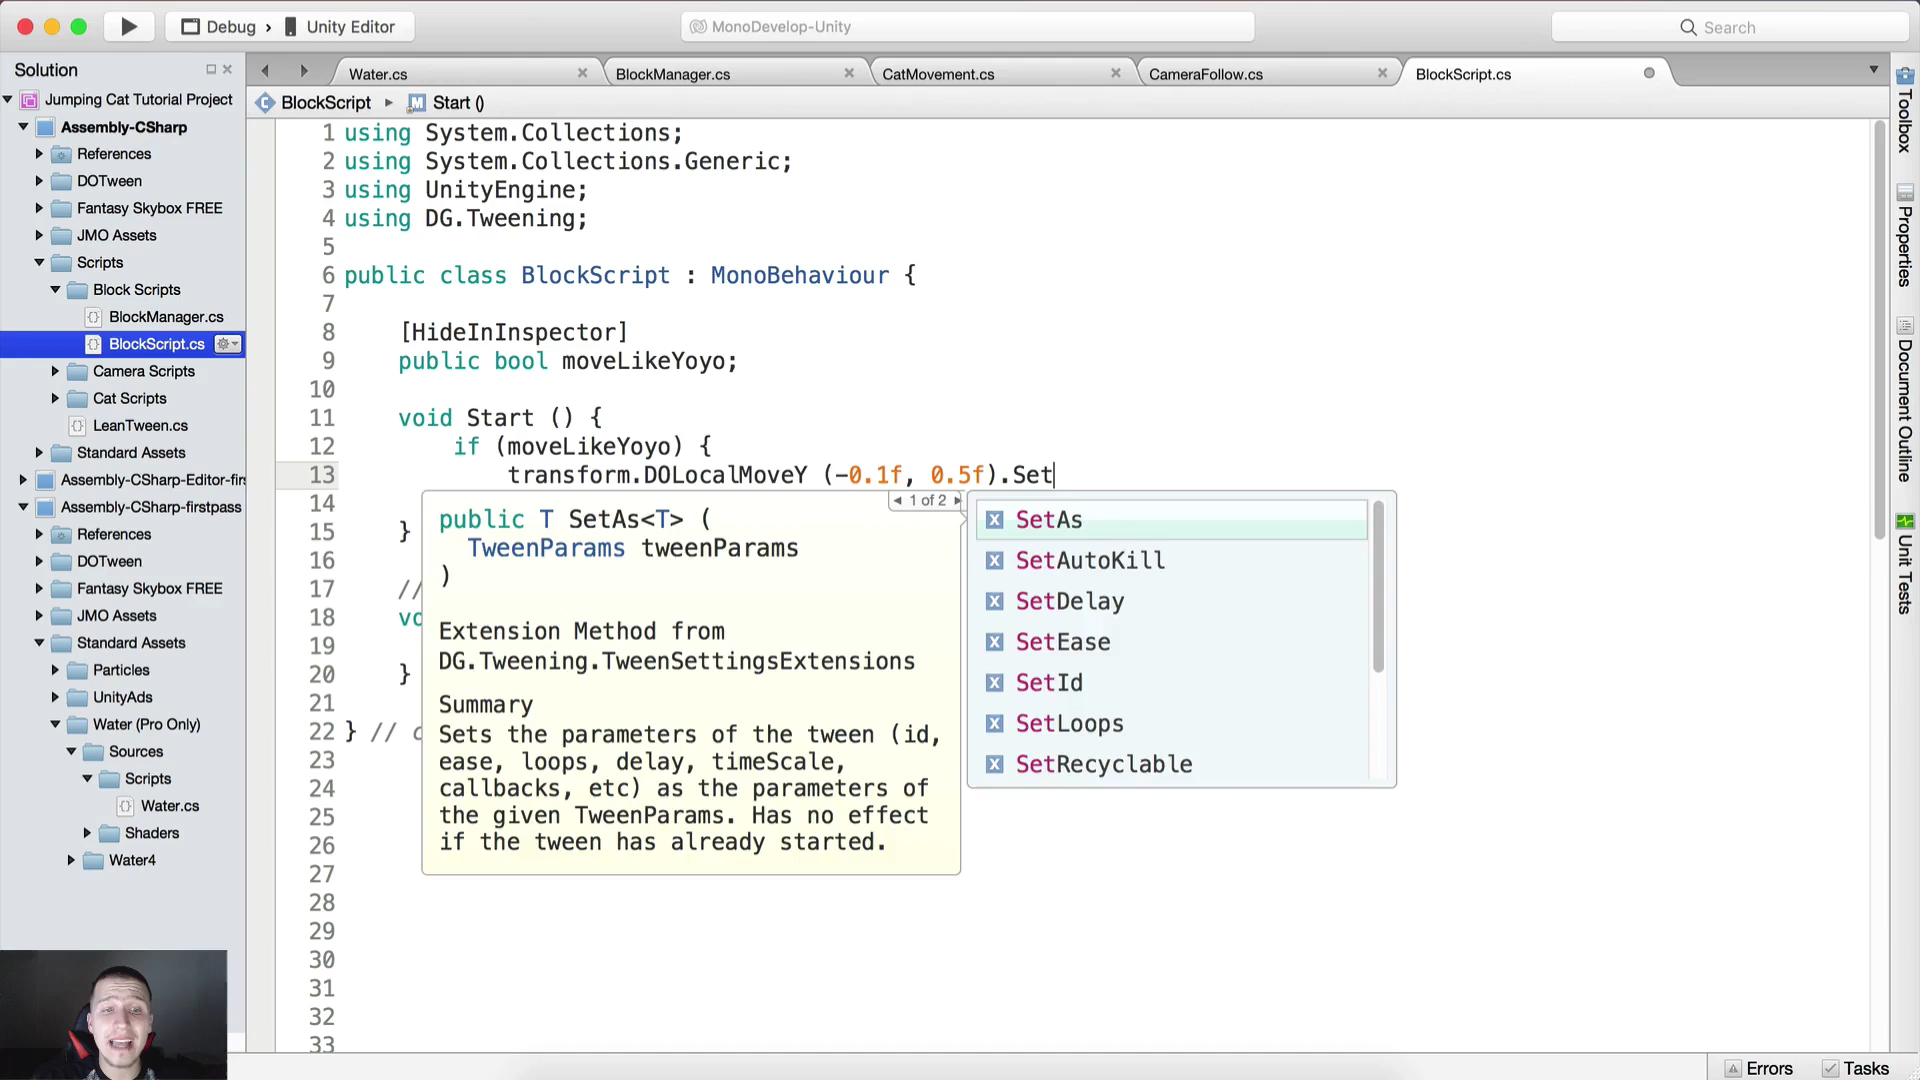 Debug > Unity Editor
MonoDevelop-Unity
Search
Solution
Water.cs
BlockManager.cs
CatMovement.cs
CameraFollow.cs
BlockScript.cs
BlockScript
Start ()
Jumping Cat Tutorial Project
Assembly-CSharp
References
DOTween
Fantasy Skybox FREE
JMO Assets
Scripts
Block Scripts
BlockManager.cs
BlockScript.cs
Camera Scripts
Cat Scripts
LeanTween.cs
Standard Assets
Assembly-CSharp-Editor-firs
Assembly-CSharp-firstpass
References
DOTween
Fantasy Skybox FREE
JMO Assets
Standard Assets
Particles
UnityAds
Water (Pro Only)
Sources
Scripts
Water.cs
Shaders
Water4
1 using System.Collections;
2 using System.Collections.Generic;
3 using UnityEngine;
4 using DG.Tweening;
5
6 public class BlockScript : MonoBehaviour {
7
8 [HideInInspector]
9 public bool moveLikeYoyo;
10
11 void Start () {
12 if (moveLikeYoyo) {
13 transform.DOLocalMoveY (-0.1f, 0.5f).Set
14
15 }
16
17 //
18 vo
19
20 }
21
22 } // c
23
24
25
26
27
28
29
30
31
32
33
1 of 2
public T SetAs<T> (
TweenParams tweenParams
)
Extension Method from
DG.Tweening.TweenSettingsExtensions
Summary
Sets the parameters of the tween (id,
ease, loops, delay, timeScale,
callbacks, etc) as the parameters of
the given TweenParams. Has no effect
if the tween has already started.
SetAs
SetAutoKill
SetDelay
SetEase
SetId
SetLoops
SetRecyclable
Toolbox
Properties
Document Outline
Unit Tests
Errors
Tasks